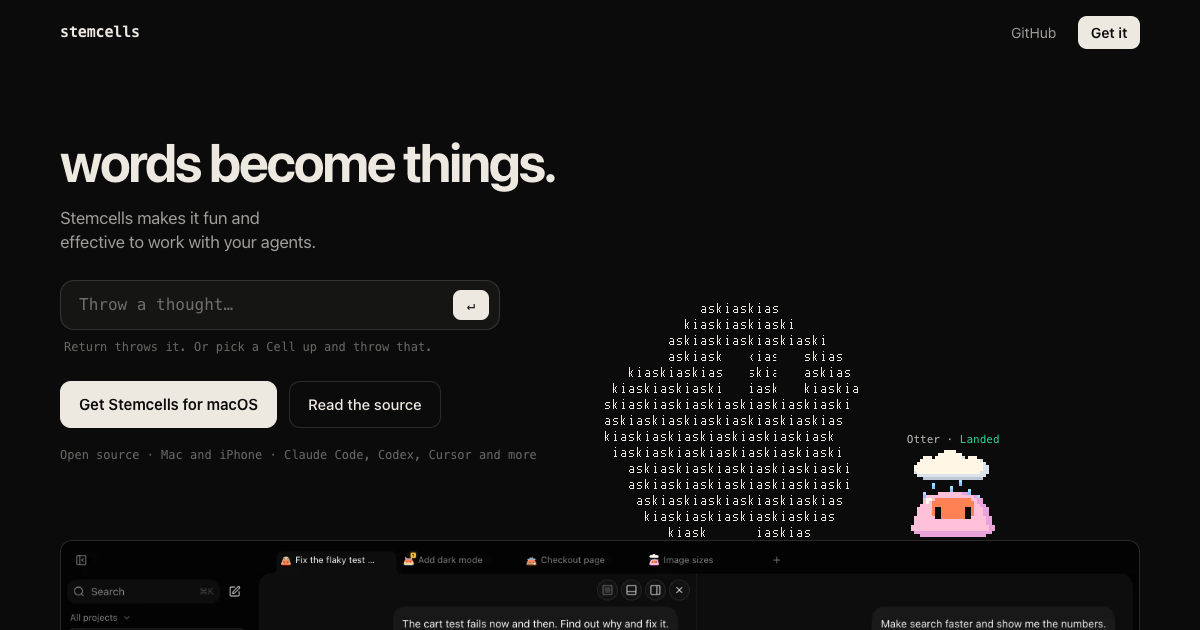 stemcells
GitHub
Get it
words become things.
Stemcells makes it fun and
effective to work with your agents.
Throw a thought…
↵
Return throws it. Or pick a Cell up and throw that.
Get Stemcells for macOS
Read the source
Open source · Mac and iPhone · Claude Code, Codex, Cursor and more
askiaskias
kiaskiaskiaski
askiaskiaskiaskiaski
askiask kias skias
kiaskiaskias skia askias
kiaskiaskiaski iask kiaskia
skiaskiaskiaskiaskiaskiaskiaski
askiaskiaskiaskiaskiaskiaskias
kiaskiaskiaskiaskiaskiaskiask
iaskiaskiaskiaskiaskiaskiaski
askiaskiaskiaskiaskiaskiaski
askiaskiaskiaskiaskiaskiaski
askiaskiaskiaskiaskiaskias
kiaskiaskiaskiaskiaskias
kiask iaskias
Otter · Landed
Fix the flaky test ...
Add dark mode
Checkout page
Image sizes
+
Search
⌘K
All projects
The cart test fails now and then. Find out why and fix it.
Make search faster and show me the numbers.